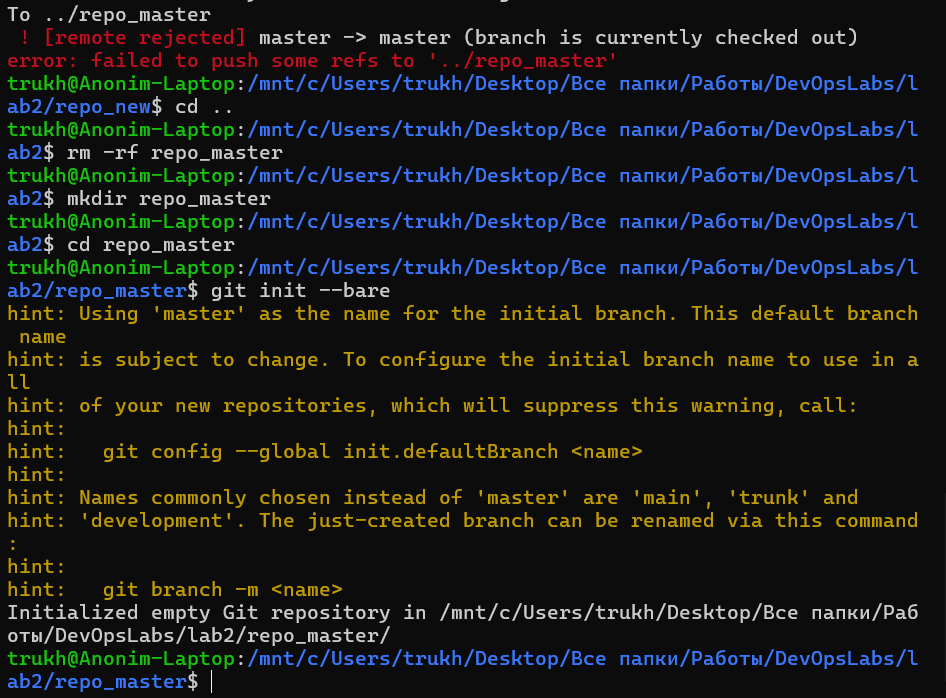 To ../repo_master
 ! [remote rejected] master -> master (branch is currently checked out)
error: failed to push some refs to '../repo_master'
trukh@Anonim-Laptop:/mnt/c/Users/trukh/Desktop/Все папки/Работы/DevOpsLabs/l
ab2/repo_new$ cd ..
trukh@Anonim-Laptop:/mnt/c/Users/trukh/Desktop/Все папки/Работы/DevOpsLabs/l
ab2$ rm -rf repo_master
trukh@Anonim-Laptop:/mnt/c/Users/trukh/Desktop/Все папки/Работы/DevOpsLabs/l
ab2$ mkdir repo_master
trukh@Anonim-Laptop:/mnt/c/Users/trukh/Desktop/Все папки/Работы/DevOpsLabs/l
ab2$ cd repo_master
trukh@Anonim-Laptop:/mnt/c/Users/trukh/Desktop/Все папки/Работы/DevOpsLabs/l
ab2/repo_master$ git init --bare
hint: Using 'master' as the name for the initial branch. This default branch
 name
hint: is subject to change. To configure the initial branch name to use in a
ll
hint: of your new repositories, which will suppress this warning, call:
hint:
hint:   git config --global init.defaultBranch <name>
hint:
hint: Names commonly chosen instead of 'master' are 'main', 'trunk' and
hint: 'development'. The just-created branch can be renamed via this command
:
hint:
hint:   git branch -m <name>
Initialized empty Git repository in /mnt/c/Users/trukh/Desktop/Все папки/Раб
оты/DevOpsLabs/lab2/repo_master/
trukh@Anonim-Laptop:/mnt/c/Users/trukh/Desktop/Все папки/Работы/DevOpsLabs/l
ab2/repo_master$